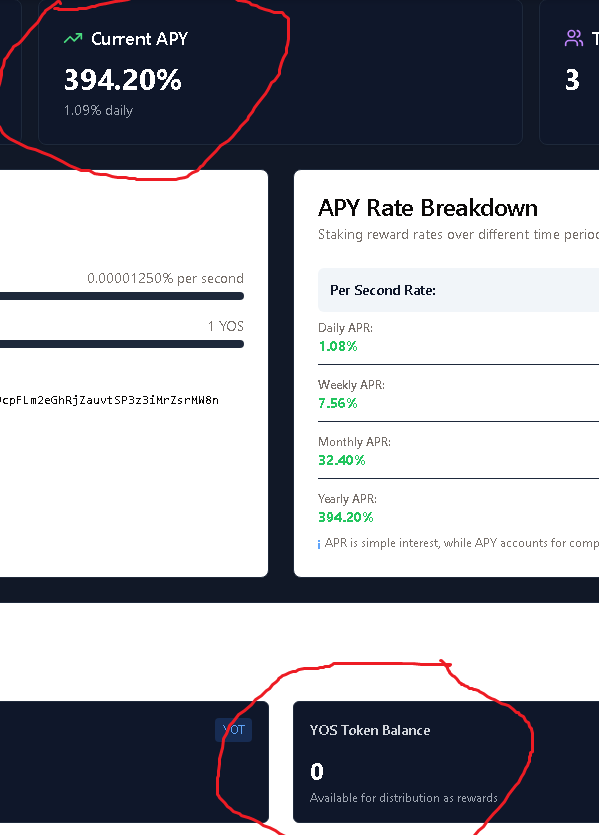 Current APY
394.20%
1.09% daily
T
3
0.00001250% per second
1 YOS
cpFLm2eGhRjZauvtSP3z3iMrZsrMW8n
APY Rate Breakdown
Staking reward rates over different time perio
Per Second Rate:
Daily APR:
1.08%
Weekly APR:
7.56%
Monthly APR:
32.40%
Yearly APR:
394.20%
APR is simple interest, while APY accounts for comp
YOT
YOS Token Balance
0
Available for distribution as rewards